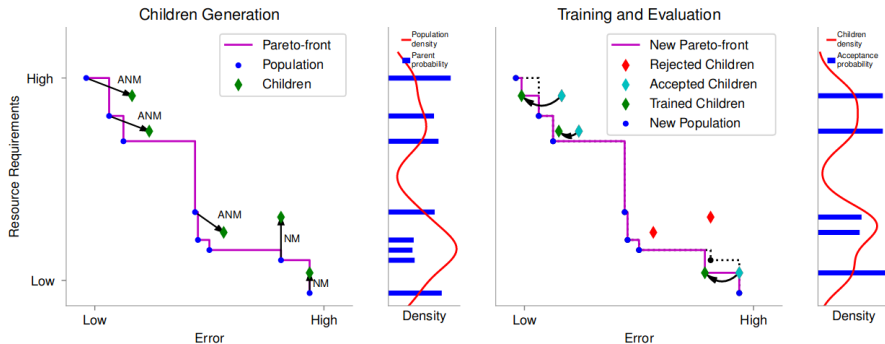 Children Generation
Training and Evaluation
Pareto-front
Population
Children
Population
density
Parent
probability
New Pareto-front
Rejected Children
Accepted Children
Trained Children
New Population
Children
density
Acceptance
probability
High
Low
Resource Requirements
ANM
ANM
ANM
NM
NM
Low
High
Error
Density
High
Low
Low
High
Error
Density